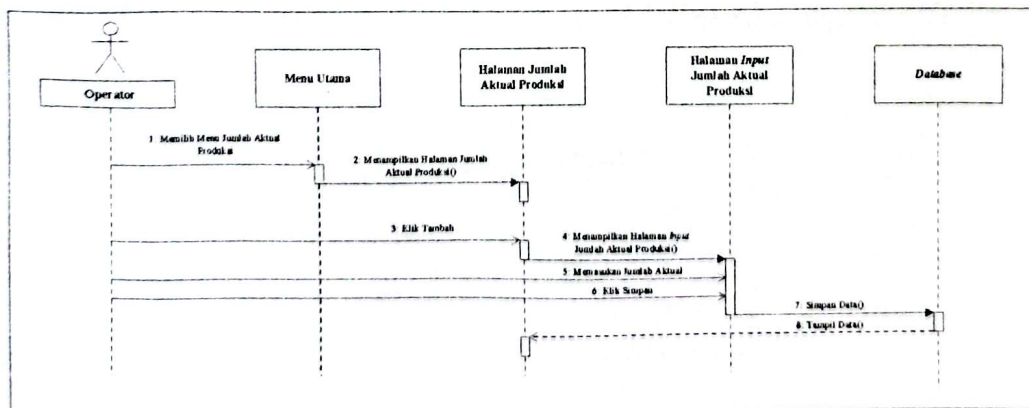 Operator
Menu Utama
Halaman Jumlah
Aktual Produksi
Halaman Input
Jumlah Aktual
Produksi
Database
1: Memilih Menu Jumlah Aktual
Produksi
2: Menampilkan Halaman Jumlah
Aktual Produksi()
3: Klik Tambah
4: Menampilkan Halaman Input
Jumlah Aktual Produksi()
5: Memasukan Jumlah Aktual
6: Klik Simpan
7: Simpan Data()
8: Tampil Data()